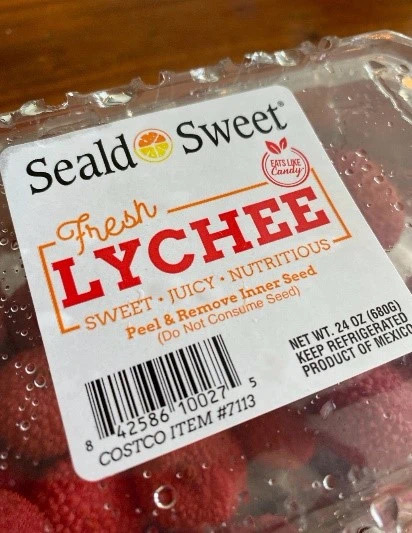 Seald Sweet®
EATS LIKE
Candy
Fresh
LYCHEE
SWEET • JUICY • NUTRITIOUS
Peel & Remove Inner Seed
(Do Not Consume Seed)
NET WT. 24 OZ (680G)
KEEP REFRIGERATED
PRODUCT OF MEXICO
8 42586 10027 5
COSTCO ITEM #7113